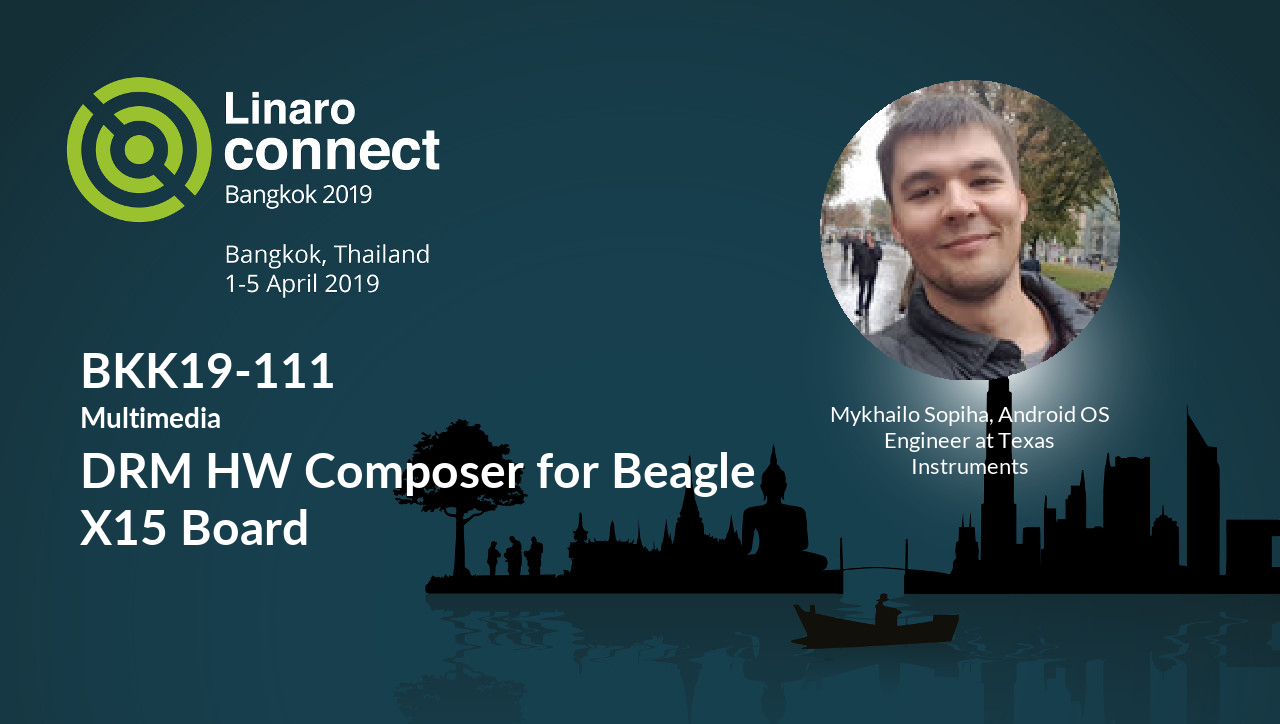 Linaro
connect
Bangkok 2019
Bangkok, Thailand
1-5 April 2019
BKK19-111
Multimedia
DRM HW Composer for Beagle
X15 Board
Mykhailo Sopiha, Android OS
Engineer at Texas
Instruments